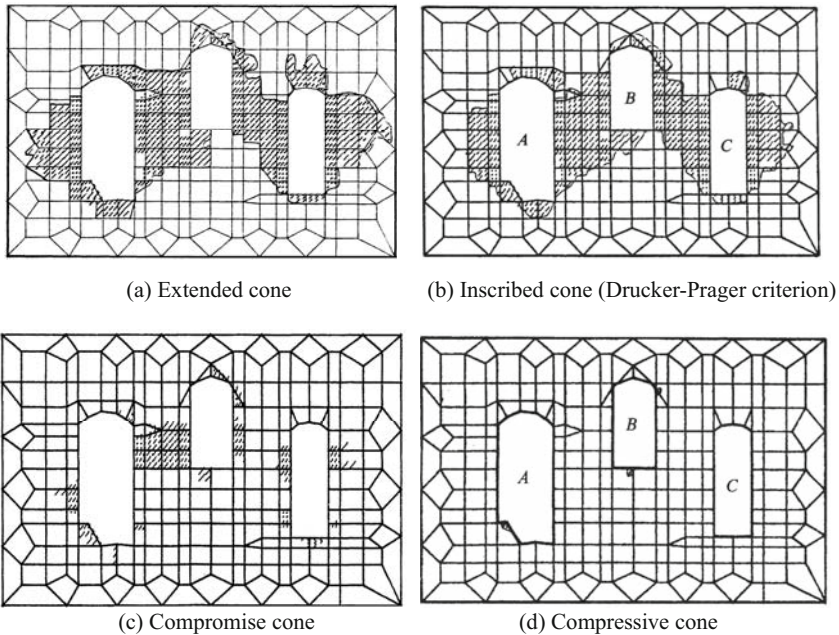 A
B
C
(a) Extended cone
(b) Inscribed cone (Drucker-Prager criterion)
A
B
C
(c) Compromise cone
(d) Compressive cone